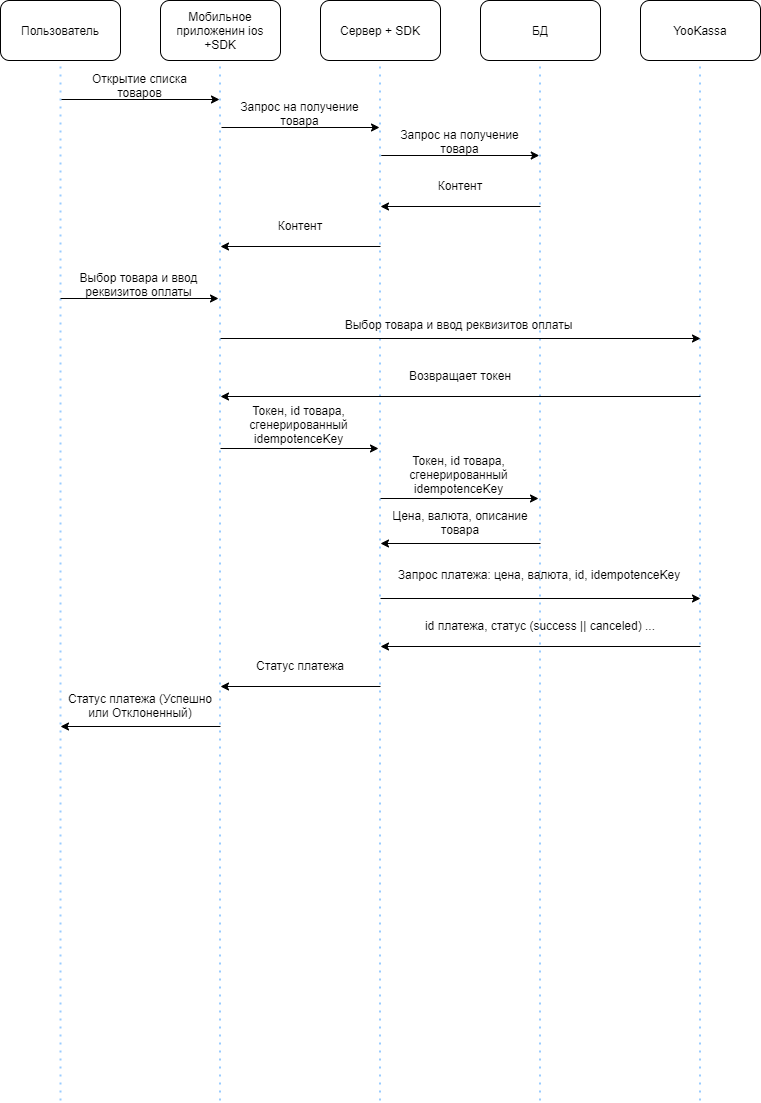 Пользователь
Мобильное
приложенин ios
+SDK
Сервер + SDK
БД
YooKassa
Открытие списка
товаров
Запрос на получение
товара
Запрос на получение
товара
Контент
Контент
Выбор товара и ввод
реквизитов оплаты
Выбор товара и ввод реквизитов оплаты
Возвращает токен
Токен, id товара,
сгенерированный
idempotenceKey
Токен, id товара,
сгенерированный
idempotenceKey
Цена, валюта, описание
товара
Запрос платежа: цена, валюта, id, idempotenceKey
id платежа, статус (success || canceled) ...
Статус платежа
Статус платежа (Успешно
или Отклоненный)